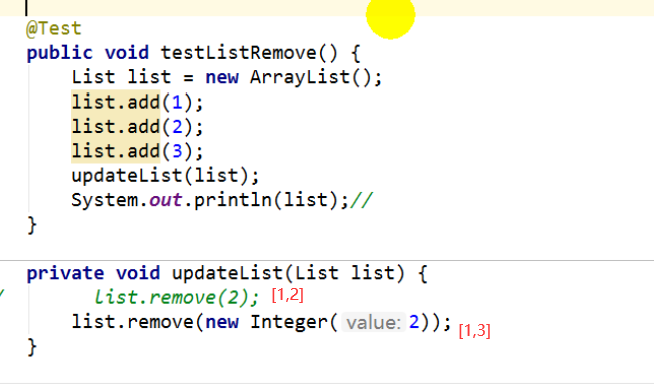 @Test
public void testListRemove() {
List list = new ArrayList();
list.add(1);
list.add(2);
list.add(3);
updateList(list);
System.out.println(list);//
}
private void updateList(List list) {
/ list.remove(2); [1,2]
list.remove(new Integer( value: 2)); [1,3]
}